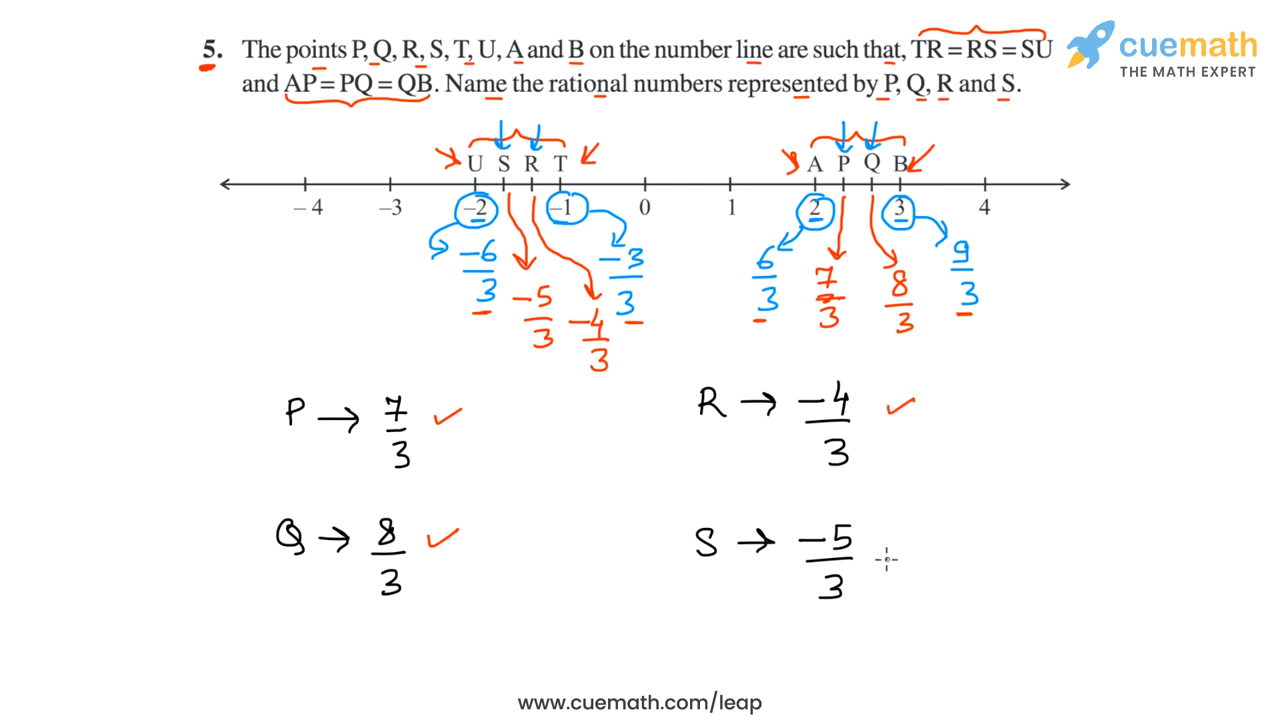 5. The points P, Q, R, S, T, U, A and B on the number line are such that, TR = RS = SU
and AP = PQ = QB. Name the rational numbers represented by P, Q, R and S.
cuemath
THE MATH EXPERT
U S R T A P Q B
–4 –3 –2 –1 0 1 2 3 4
-6/3 -5/3 -4/3 -3/3 6/3 7/3 8/3 9/3
P → 7/3 ✓ R → -4/3 ✓
Q → 8/3 ✓ S → -5/3
www.cuemath.com/leap